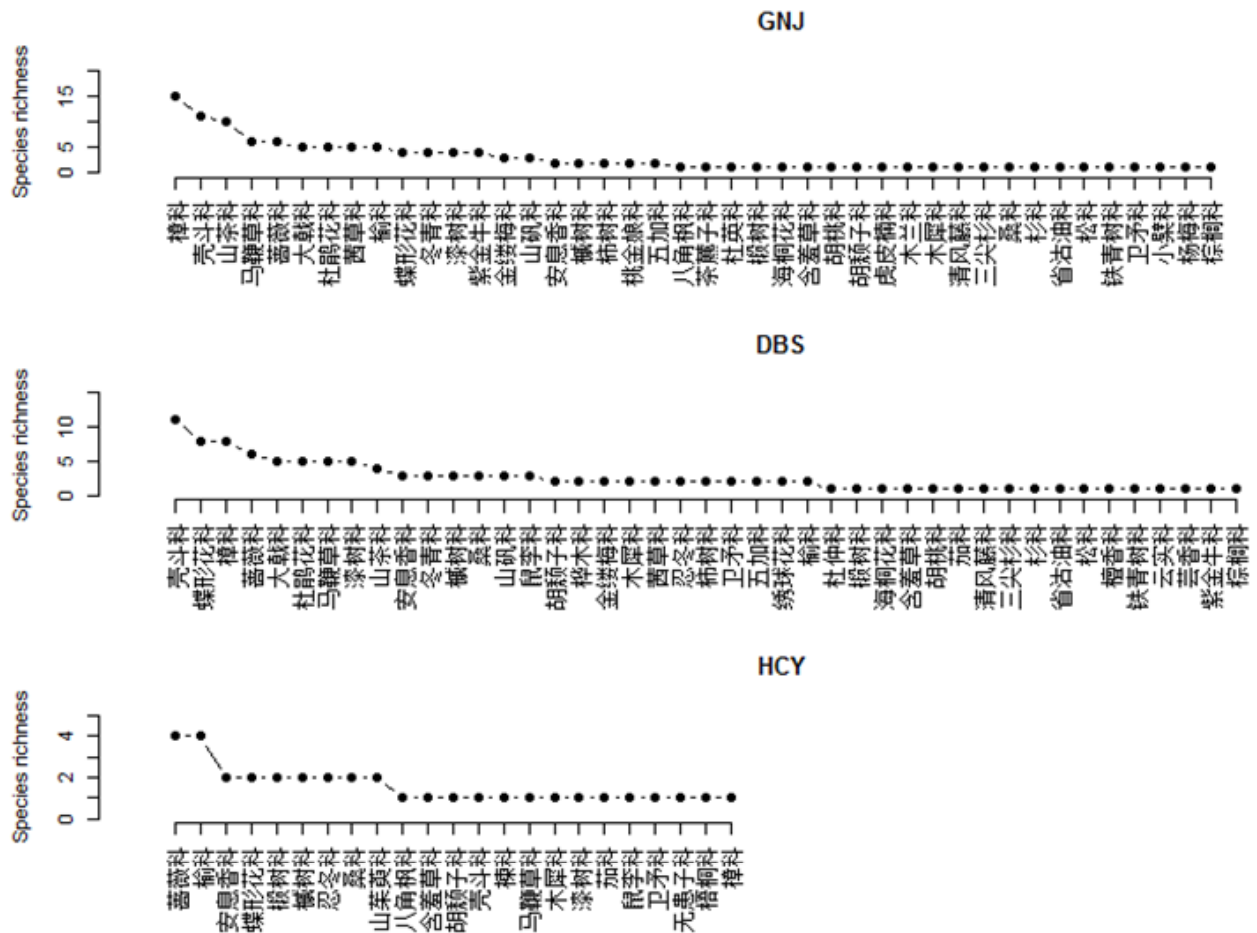 GNJ
Species richness
15
5
0
樟科
壳斗科
山茶科
马鞭草科
蔷薇科
大戟科
杜鹃花科
茜草科
榆科
蝶形花科
冬青科
漆树科
紫金牛科
金缕梅科
山矾科
安息香科
槭树科
柿树科
桃金娘科
五加科
八角枫科
茶藨子科
杜英科
椴树科
海桐花科
含羞草科
胡桃科
胡颓子科
虎皮楠科
木兰科
木犀科
清风藤科
三尖杉科
桑科
杉科
省沽油科
松科
铁青树科
卫矛科
小檗科
杨梅科
棕榈科
DBS
Species richness
10
5
0
壳斗科
蝶形花科
樟科
蔷薇科
大戟科
杜鹃花科
马鞭草科
漆树科
山茶科
安息香科
冬青科
槭树科
桑科
山矾科
鼠李科
胡颓子科
桦木科
金缕梅科
木犀科
茜草科
忍冬科
柿树科
卫矛科
五加科
绣球花科
榆科
杜仲科
椴树科
海桐花科
含羞草科
胡桃科
茄科
清风藤科
三尖杉科
杉科
省沽油科
松科
檀香科
铁青树科
云实科
芸香科
紫金牛科
棕榈科
HCY
Species richness
4
2
0
蔷薇科
榆科
安息香科
蝶形花科
椴树科
槭树科
忍冬科
桑科
山茱萸科
八角枫科
含羞草科
胡颓子科
壳斗科
楝科
马鞭草科
木犀科
漆树科
茄科
鼠李科
卫矛科
无患子科
梧桐科
樟科